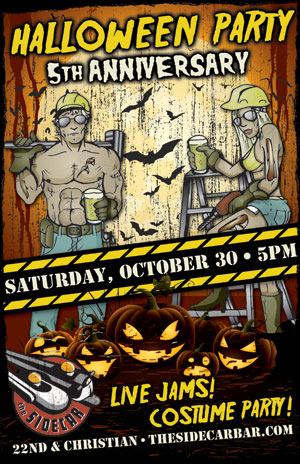 HALLOWEEN PARTY
5TH ANNIVERSARY
SATURDAY, OCTOBER 30 • 5PM
LIVE JAMS!
COSTUME PARTY!
the SIDECAR
22ND & CHRISTIAN • THESIDECARBAR.COM